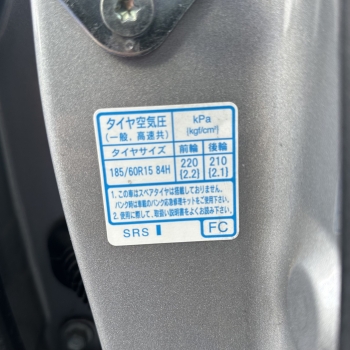 タイヤ空気圧 kPa
(一般, 高速共) (kgf/cm²)
タイヤサイズ 前輪 後輪
185/60R15 84H 220 210
[2.2] [2.1]
1. この車はスペアタイヤは搭載しておりません。
パンク時は車載のパンク応急修理キットをご使用下さい。
2. 使用に際して、取扱い説明書をよくお読み下さい。
SRS I FC